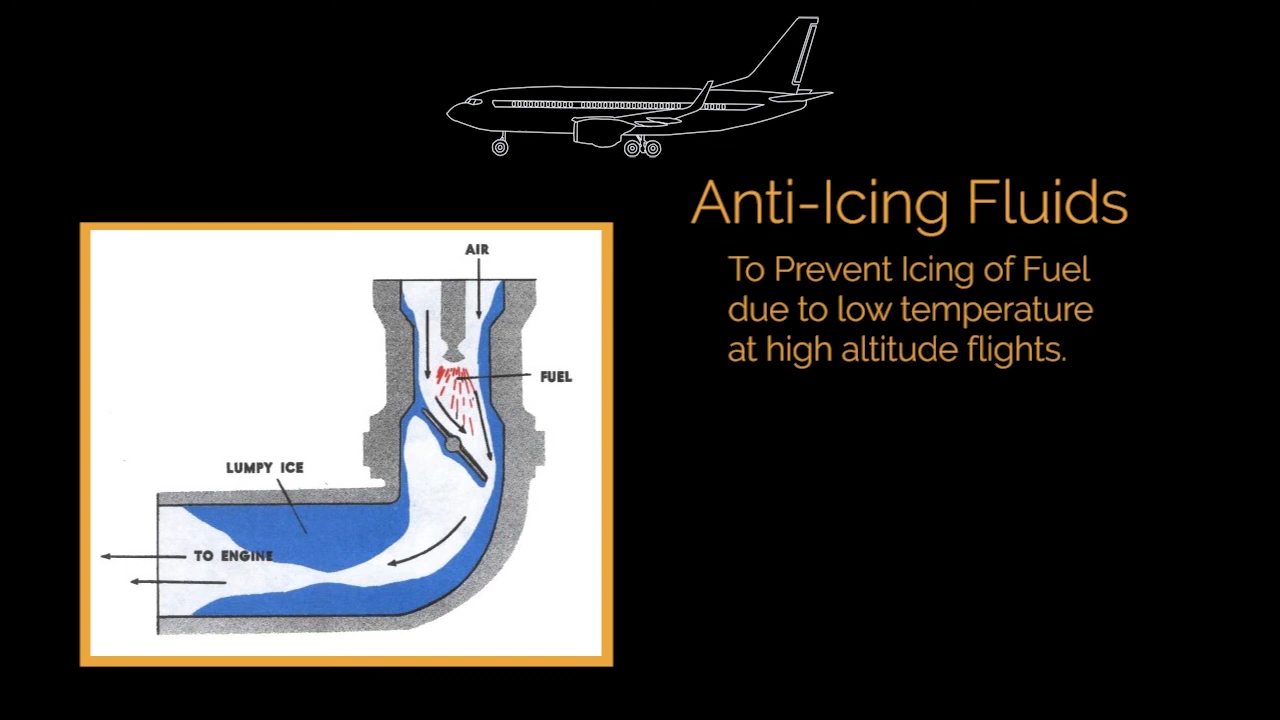 Anti-Icing Fluids
To Prevent Icing of Fuel
due to low temperature
at high altitude flights.
AIR
FUEL
LUMPY ICE
TO ENGINE